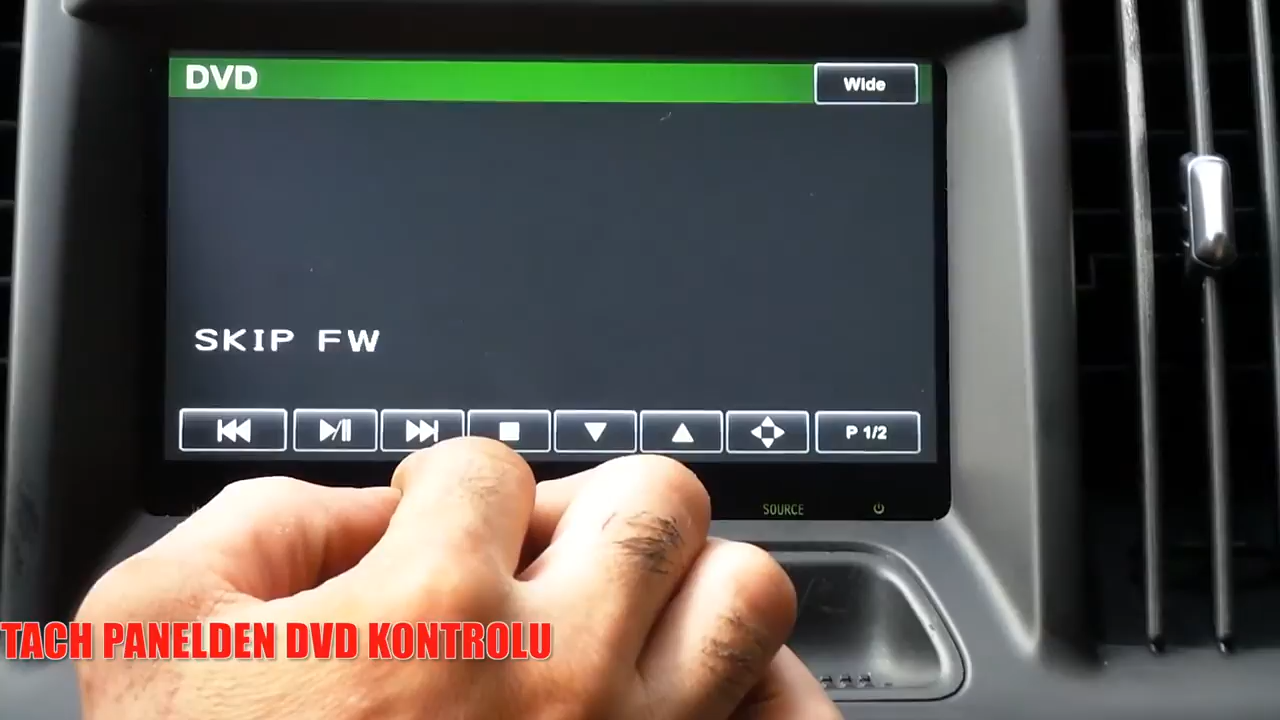 DVD
Wide
SKIP FW
P 1/2
SOURCE
TACH PANELDEN DVD KONTROLU